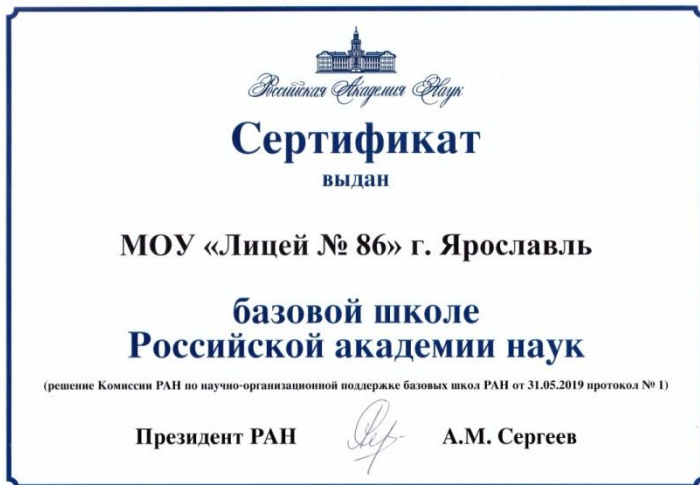 Российская Академия Наук
Сертификат
выдан
МОУ «Лицей № 86» г. Ярославль
базовой школе
Российской академии наук
(решение Комиссии РАН по научно-организационной поддержке базовых школ РАН от 31.05.2019 протокол № 1)
Президент РАН А.М. Сергеев